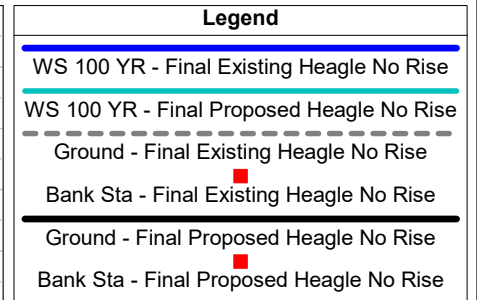 Legend
WS 100 YR - Final Existing Heagle No Rise
WS 100 YR - Final Proposed Heagle No Rise
Ground - Final Existing Heagle No Rise
Bank Sta - Final Existing Heagle No Rise
Ground - Final Proposed Heagle No Rise
Bank Sta - Final Proposed Heagle No Rise